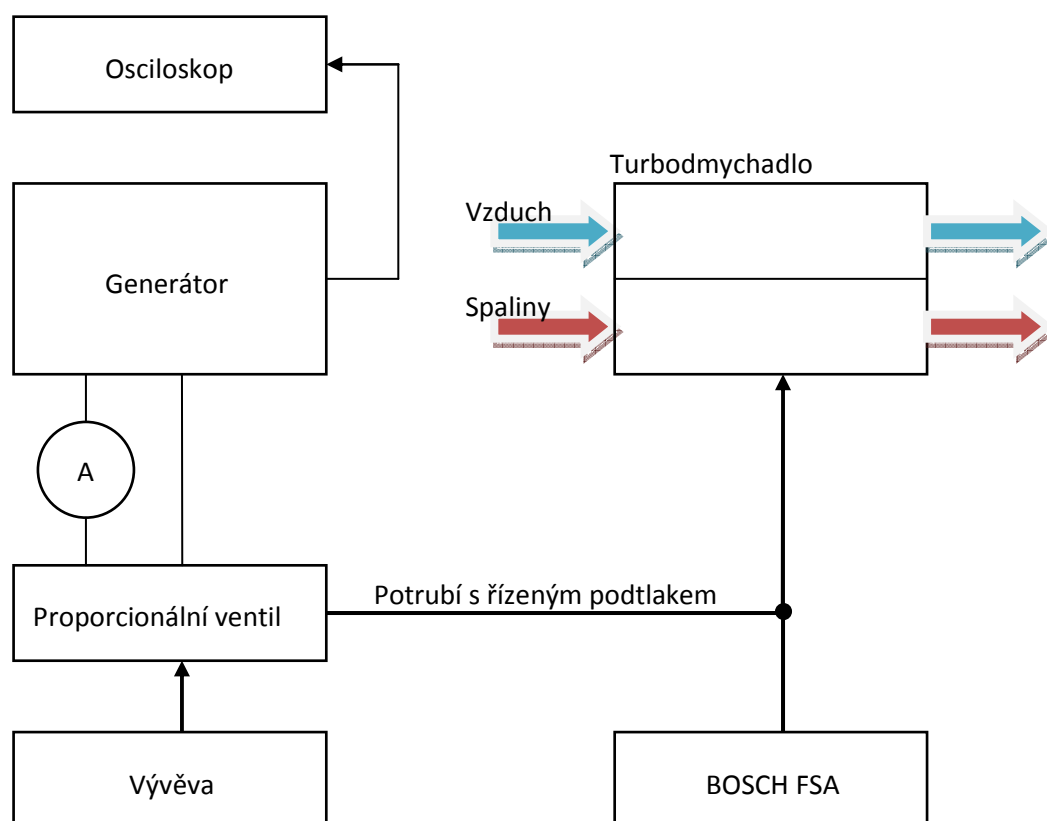 Osciloskop
Turbodmychadlo
Vzduch
Generátor
Spaliny
A
Potrubí s řízeným podtlakem
Proporcionální ventil
Vývěva
BOSCH FSA